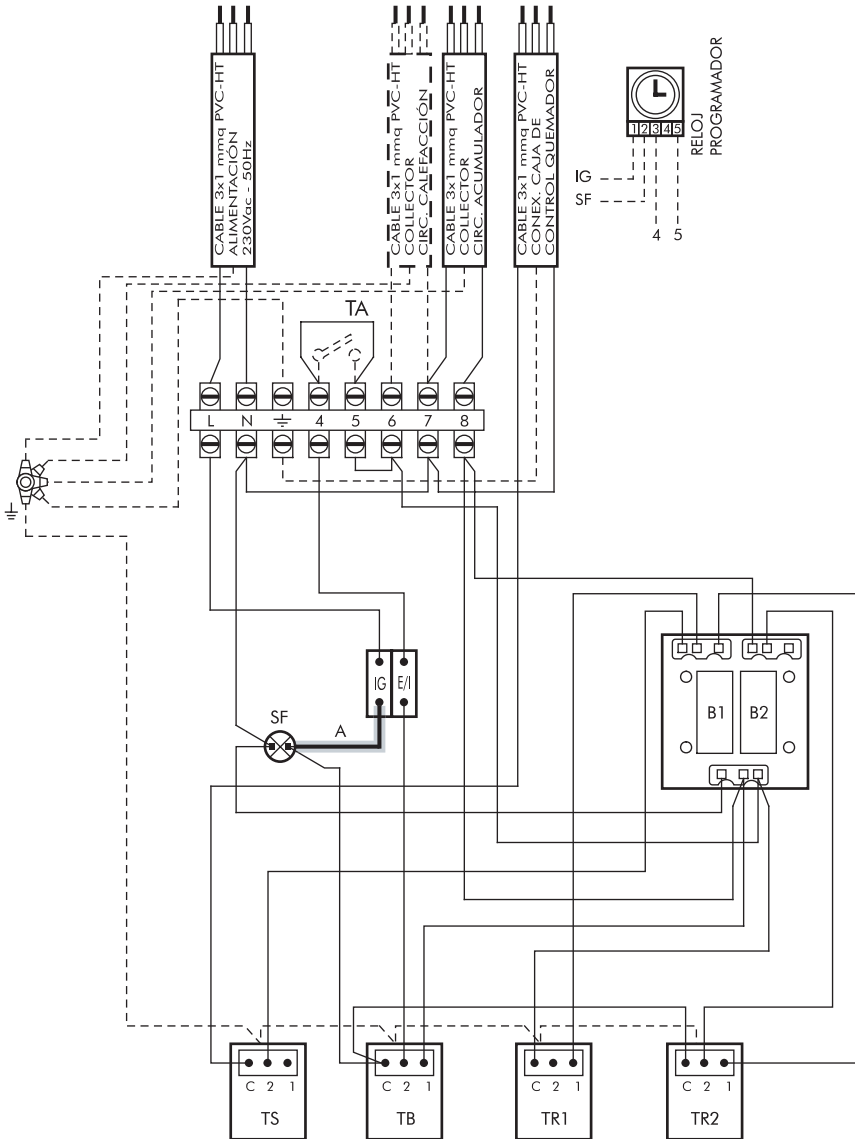 CABLE 3x1 mmq PVC-HT
ALIMENTACIÓN
230Vac - 50Hz
CABLE 3x1 mmq PVC-HT
COLLECTOR
CIRC. CALEFACCIÓN
CABLE 3x1 mmq PVC-HT
COLLECTOR
CIRC. ACUMULADOR
CABLE 3x1 mmq PVC-HT
CONEX. CAJA DE
CONTROL QUEMADOR
1 2 3 4 5
RELOJ
PROGRAMADOR
IG
SF
4 5
TA
L N 4 5 6 7 8
IG E/I
SF A
B1 B2
C 2 1
TS
C 2 1
TB
C 2 1
TR1
C 2 1
TR2